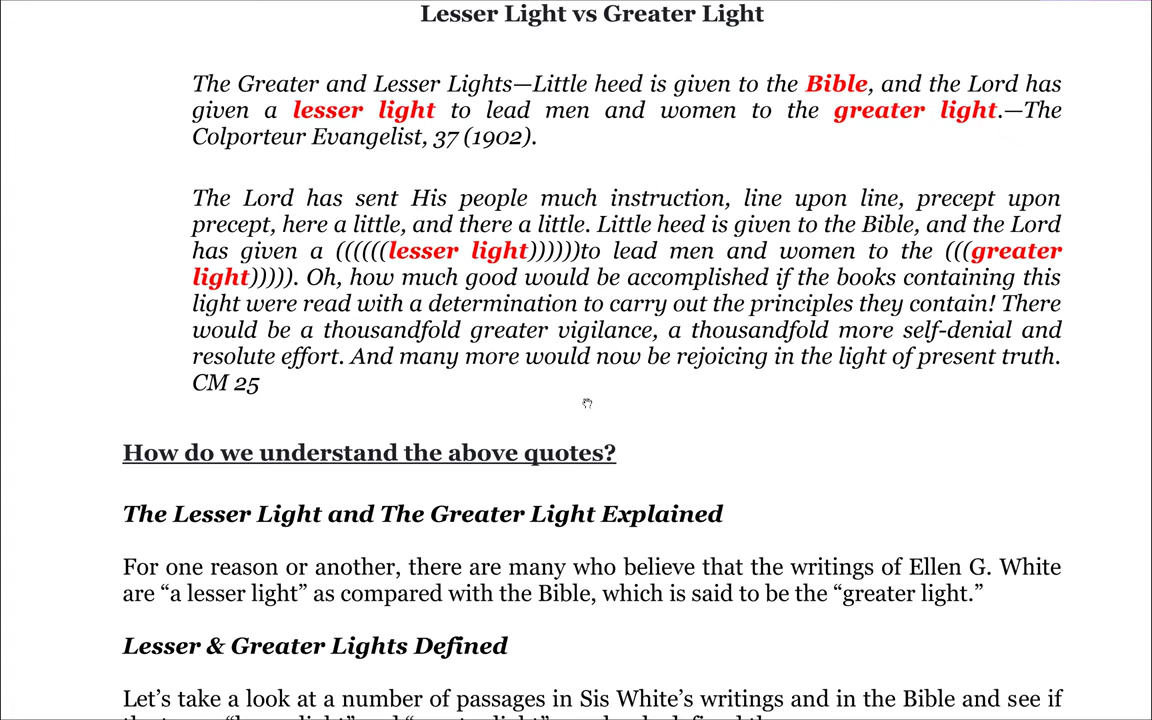 Lesser Light vs Greater Light
The Greater and Lesser Lights—Little heed is given to the Bible, and the Lord has
given a lesser light to lead men and women to the greater light.—The
Colporteur Evangelist, 37 (1902).
The Lord has sent His people much instruction, line upon line, precept upon
precept, here a little, and there a little. Little heed is given to the Bible, and the Lord
has given a ((((((lesser light))))))to lead men and women to the (((greater
light))))). Oh, how much good would be accomplished if the books containing this
light were read with a determination to carry out the principles they contain! There
would be a thousandfold greater vigilance, a thousandfold more self-denial and
resolute effort. And many more would now be rejoicing in the light of present truth.
CM 25
How do we understand the above quotes?
The Lesser Light and The Greater Light Explained
For one reason or another, there are many who believe that the writings of Ellen G. White
are “a lesser light” as compared with the Bible, which is said to be the “greater light.”
Lesser & Greater Lights Defined
Let’s take a look at a number of passages in Sis White’s writings and in the Bible and see if